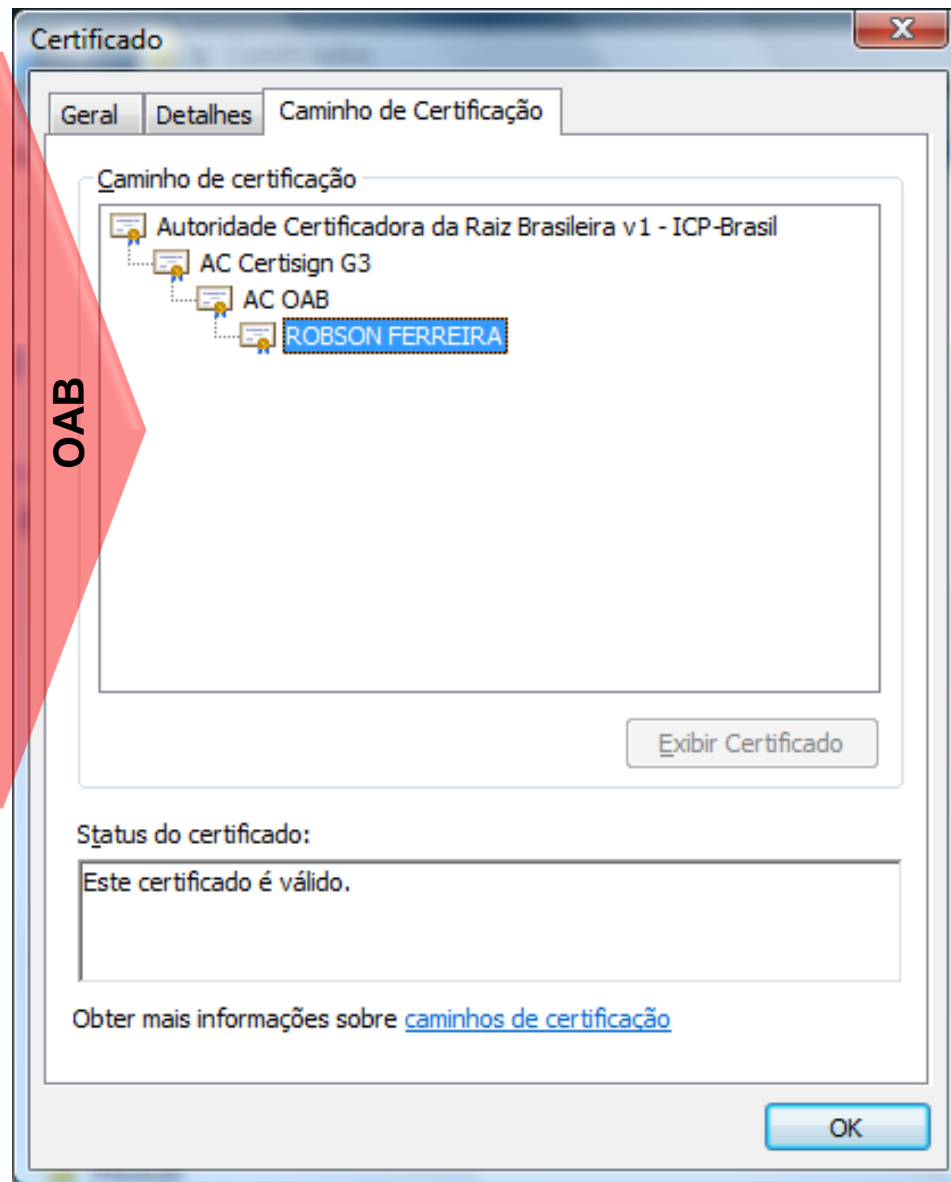 Certificado
Geral Detalhes Caminho de Certificação
Caminho de certificação
Autoridade Certificadora da Raiz Brasileira v1 - ICP-Brasil
AC Certisign G3
AC OAB
ROBSON FERREIRA
OAB
Exibir Certificado
Status do certificado:
Este certificado é válido.
Obter mais informações sobre caminhos de certificação
OK